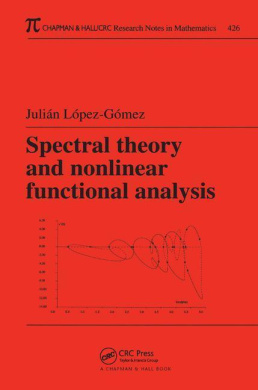 π CHAPMAN & HALL/CRC Research Notes in Mathematics 426
Julián López-Gómez
Spectral theory
and nonlinear
functional analysis
CRC
CRC Press
Taylor & Francis Group
A CHAPMAN & HALL BOOK